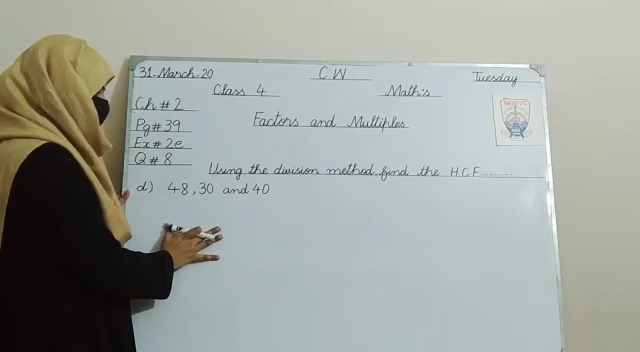 31-March-20 C.W Tuesday
Class 4 Maths
Ch # 2
Pg # 39 Factors and Multiples
Ex # 2e
Q # 8
Using the division method, find the H.C.F.......
d) 48, 30 and 40